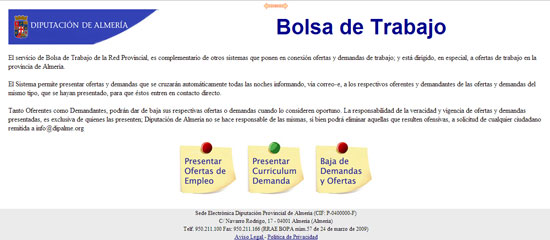 DIPUTACIÓN DE ALMERÍA
Bolsa de Trabajo
El servicio de Bolsa de Trabajo de la Red Provincial, es complementario de otros sistemas que ponen en conexión ofertas y demandas de trabajo; y está dirigido, en especial, a ofertas de trabajo en la
provincia de Almería.
El Sistema permite presentar ofertas y demandas que se cruzarán automáticamente todas las noches informando, via correo-e, a los respectivos oferentes y demandantes de las ofertas y demandas del
mismo tipo, que se hayan presentado, para que éstos entren en contacto directo.
Tanto Oferentes como Demandantes, podrán dar de baja sus respectivas ofertas o demandas cuando lo consideren oportuno. La responsabilidad de la veracidad y vigencia de ofertas y demandas
presentadas, es exclusiva de quienes las presenten; Diputación de Almería no se hace responsable de las mismas, si bien podrá eliminar aquellas que resulten ofensivas, a solicitud de cualquier ciudadano
remitida a info@dipalme.org
Presentar
Ofertas de
Empleo
Presentar
Curriculum
Demanda
Baja de
Demandas
y Ofertas
Sede Electrónica Diputación Provincial de Almería (CIF: P-0400000-F)
C/ Navarro Rodrigo, 17 - 04001 Almería (Almería)
Telf. 950.211.100 Fax: 950.211.166 (RRAE BOPA núm.57 de 24 de marzo de 2009)
Aviso Legal - Política de Privacidad